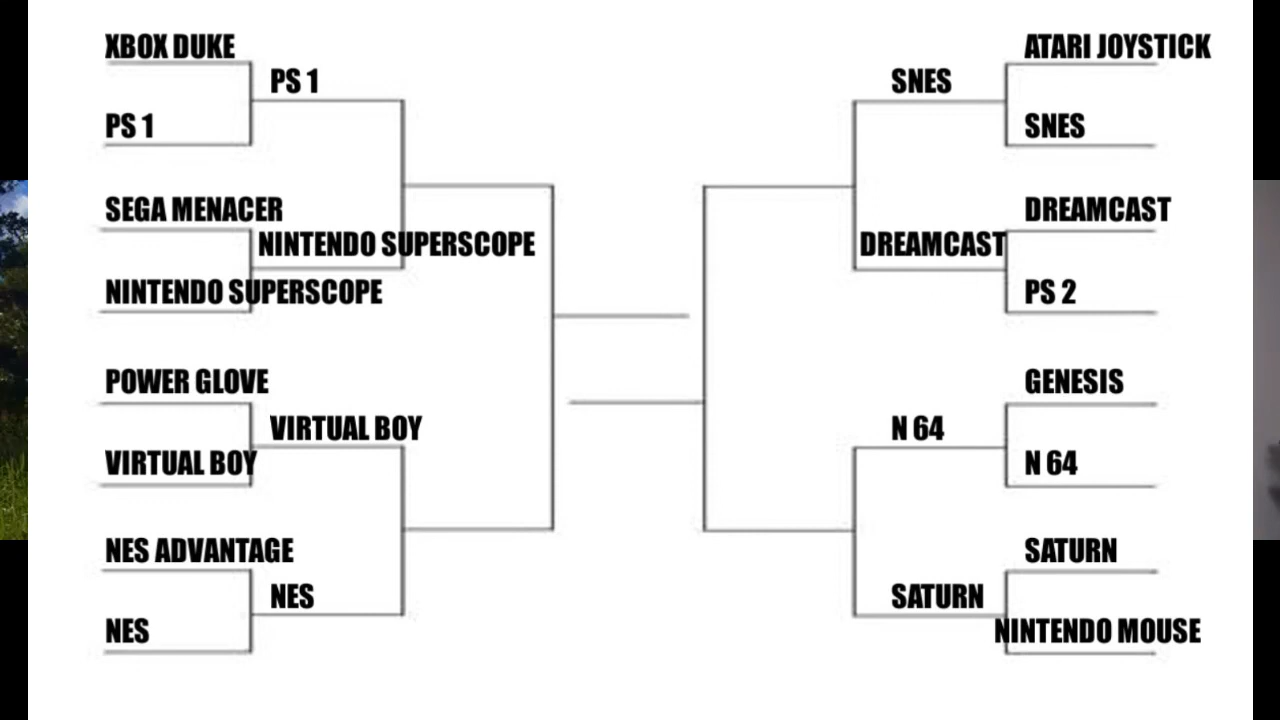 XBOX DUKE
PS 1
PS 1
SEGA MENACER
NINTENDO SUPERSCOPE
NINTENDO SUPERSCOPE
POWER GLOVE
VIRTUAL BOY
VIRTUAL BOY
NES ADVANTAGE
NES
NES
ATARI JOYSTICK
SNES
SNES
DREAMCAST
DREAMCAST
PS 2
GENESIS
N 64
N 64
SATURN
SATURN
NINTENDO MOUSE